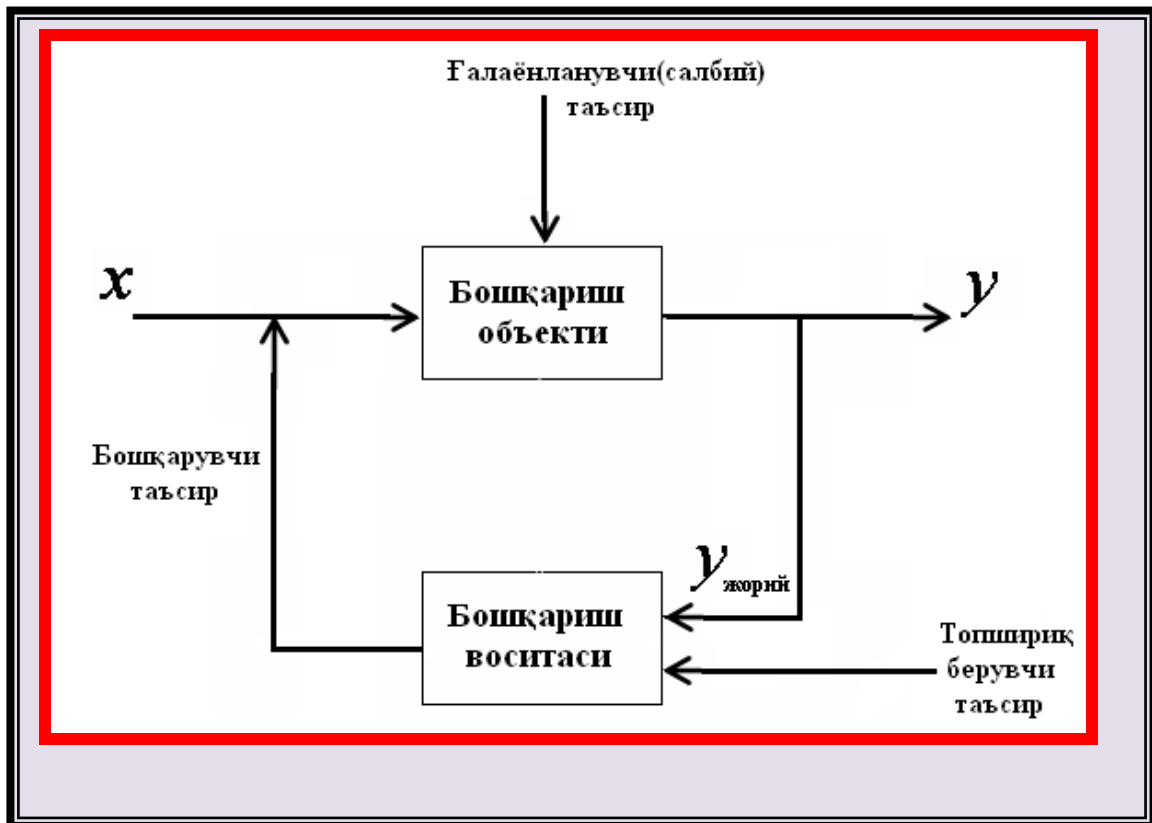 Ғалаёнланувчи(салбий)
таъсир
x
Бошқариш
объекти
y
Бошқарувчи
таъсир
y жорий
Бошқариш
воситаси
Топшириқ
берувчи
таъсир